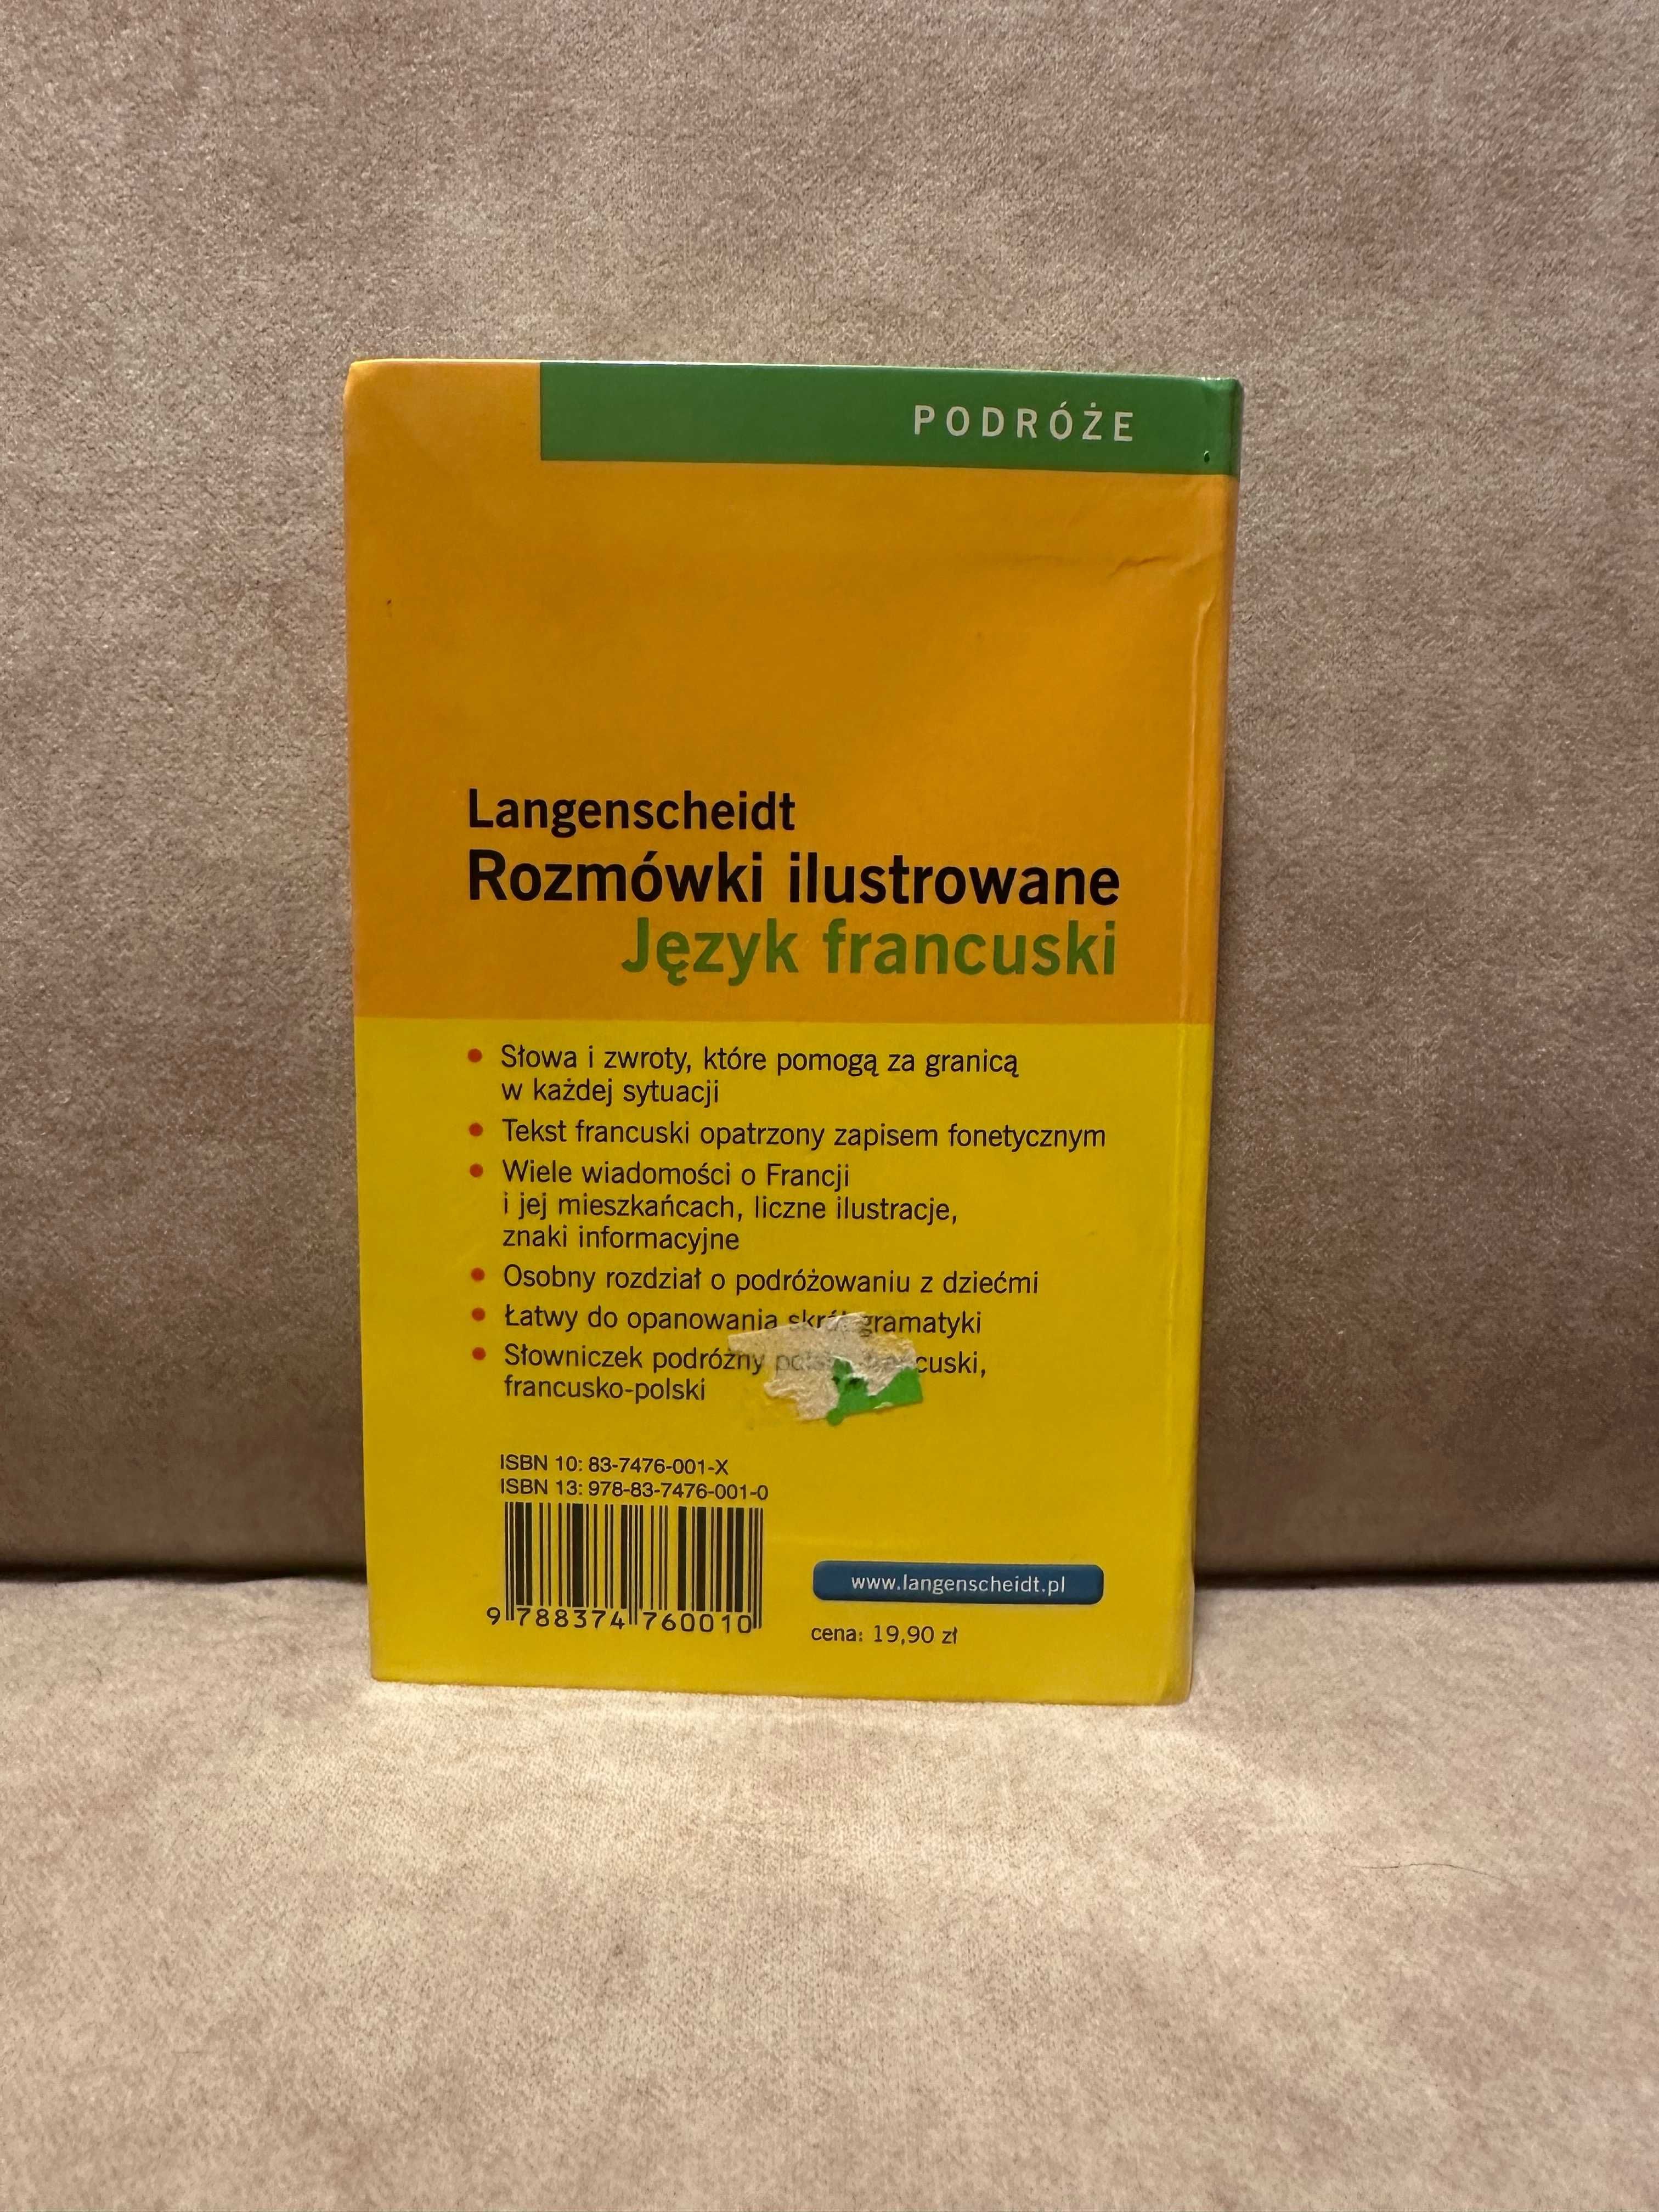 PODRÓŻE
Langenscheidt
Rozmówki ilustrowane
Język francuski
• Słowa i zwroty, które pomogą za granicą
w każdej sytuacji
• Tekst francuski opatrzony zapisem fonetycznym
• Wiele wiadomości o Francji
i jej mieszkańcach, liczne ilustracje,
znaki informacyjne
• Osobny rozdział o podróżowaniu z dziećmi
• Łatwy do opanowania gramatyki
• Słowniczek podróżny
francusko-polski
ISBN 10: 83-7476-001-X
ISBN 13: 978-83-7476-001-0
9 788374 760010
www.langenscheidt.pl
cena: 19,90 zł